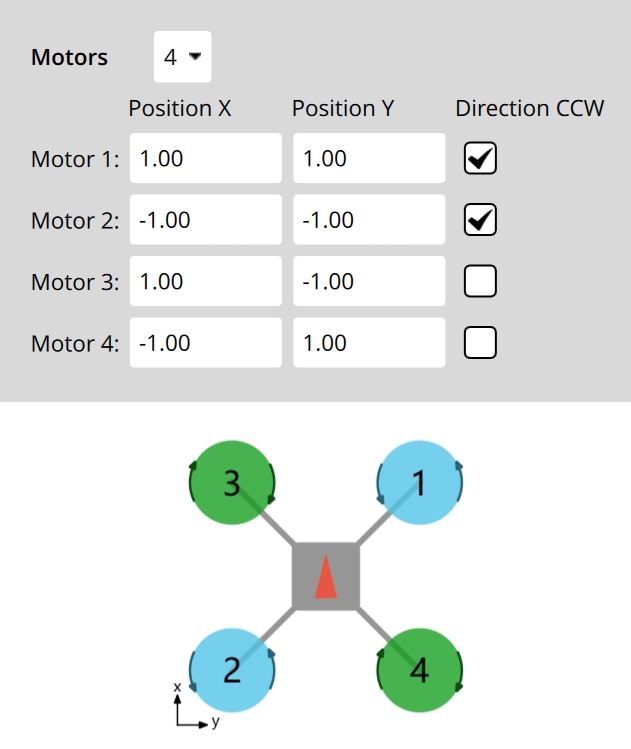 Motors 4
Position X Position Y Direction CCW
Motor 1: 1.00 1.00
Motor 2: -1.00 -1.00
Motor 3: 1.00 -1.00
Motor 4: -1.00 1.00
3 1
2 4
x
y